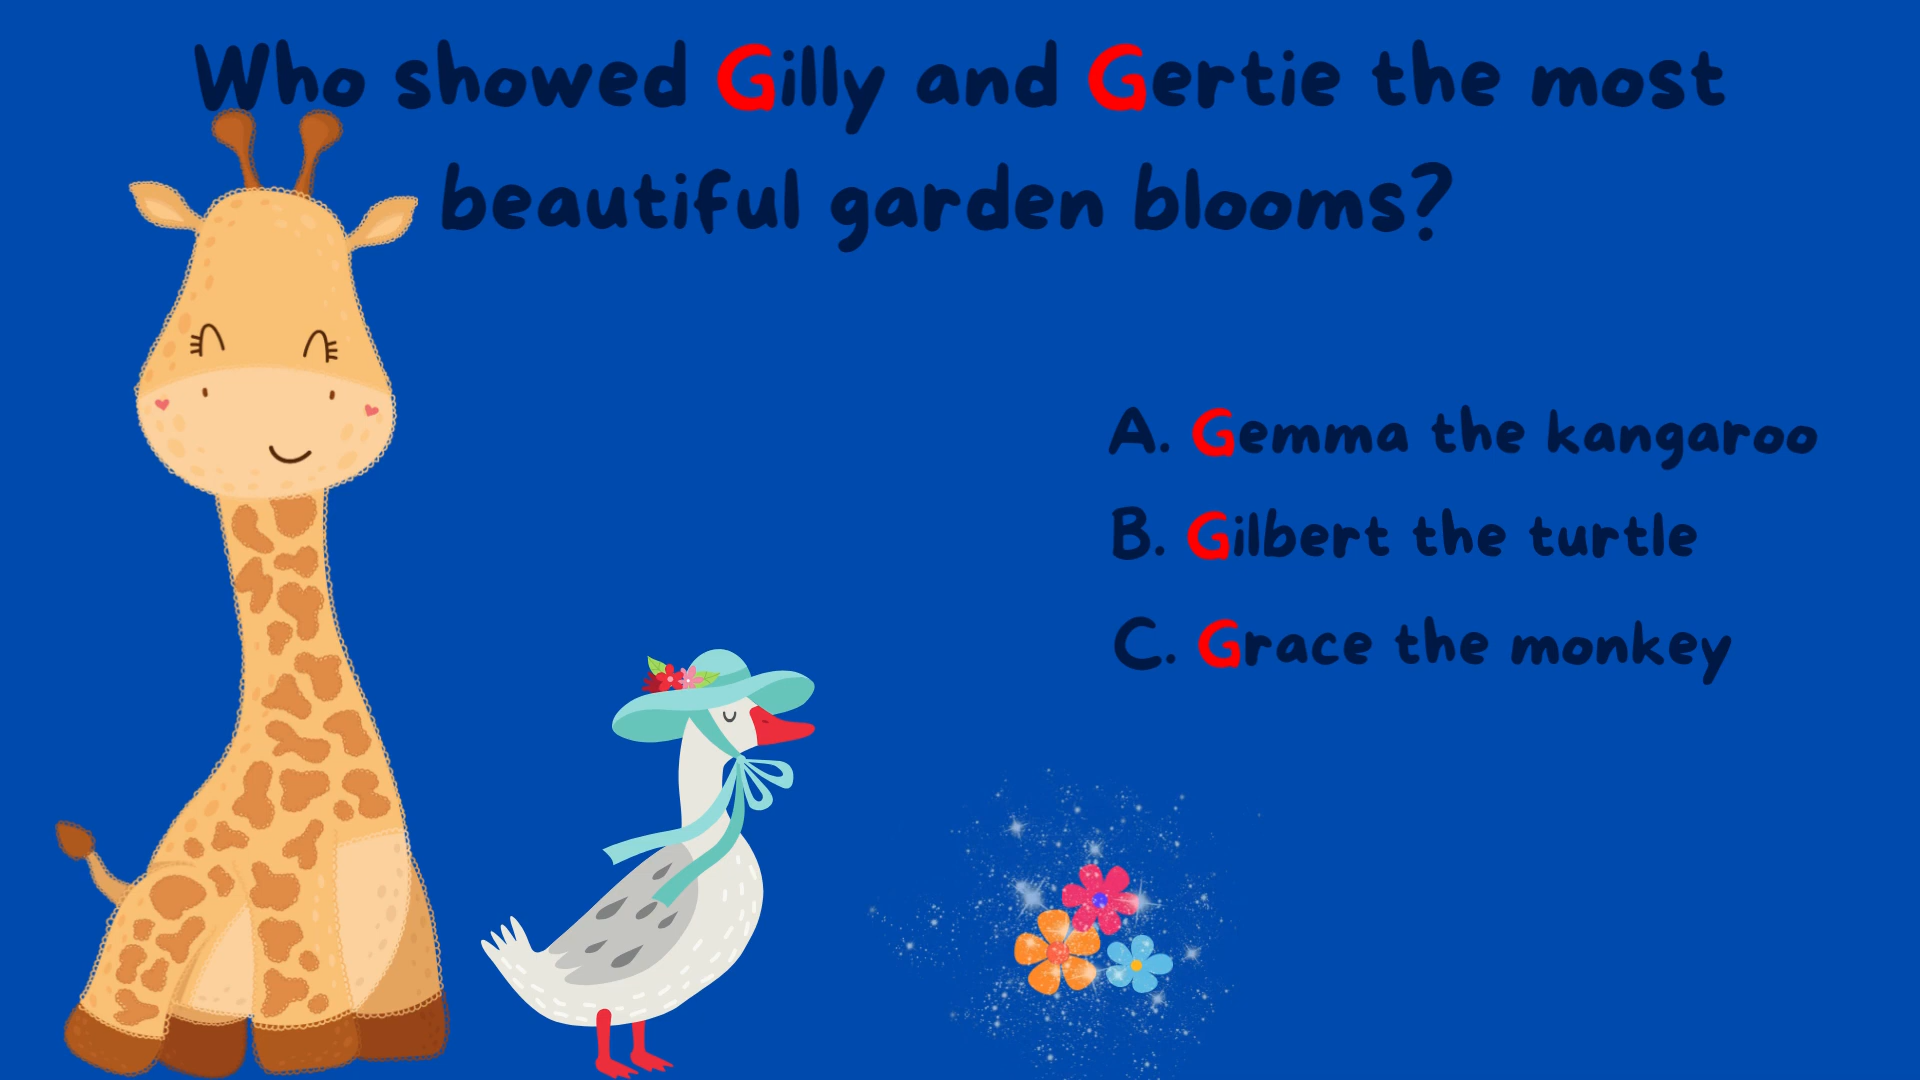 Who showed Gilly and Gertie the most
beautiful garden blooms?
A. Gemma the kangaroo
B. Gilbert the turtle
C. Grace the monkey